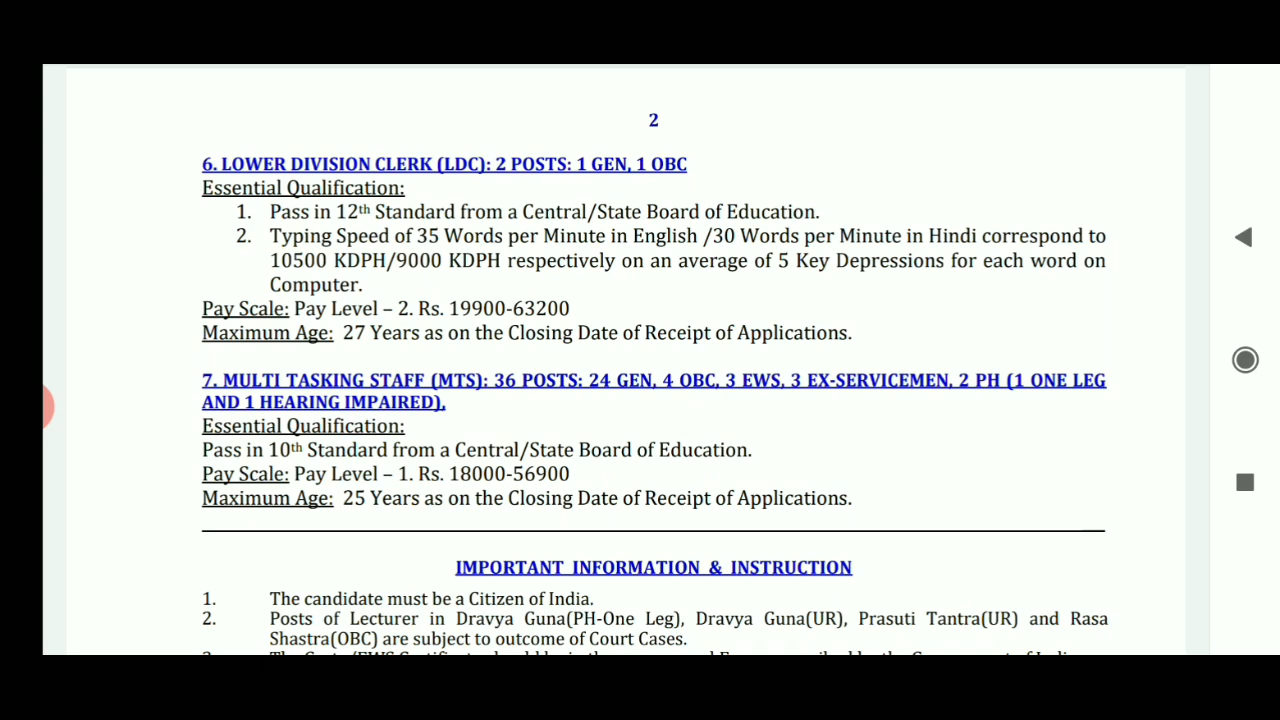 2
6. LOWER DIVISION CLERK (LDC): 2 POSTS: 1 GEN, 1 OBC
Essential Qualification:
1. Pass in 12th Standard from a Central/State Board of Education.
2. Typing Speed of 35 Words per Minute in English /30 Words per Minute in Hindi correspond to
10500 KDPH/9000 KDPH respectively on an average of 5 Key Depressions for each word on
Computer.
Pay Scale: Pay Level – 2. Rs. 19900-63200
Maximum Age: 27 Years as on the Closing Date of Receipt of Applications.
7. MULTI TASKING STAFF (MTS): 36 POSTS: 24 GEN, 4 OBC, 3 EWS, 3 EX-SERVICEMEN, 2 PH (1 ONE LEG
AND 1 HEARING IMPAIRED),
Essential Qualification:
Pass in 10th Standard from a Central/State Board of Education.
Pay Scale: Pay Level – 1. Rs. 18000-56900
Maximum Age: 25 Years as on the Closing Date of Receipt of Applications.
IMPORTANT INFORMATION & INSTRUCTION
1. The candidate must be a Citizen of India.
2. Posts of Lecturer in Dravya Guna(PH-One Leg), Dravya Guna(UR), Prasuti Tantra(UR) and Rasa
Shastra(OBC) are subject to outcome of Court Cases.